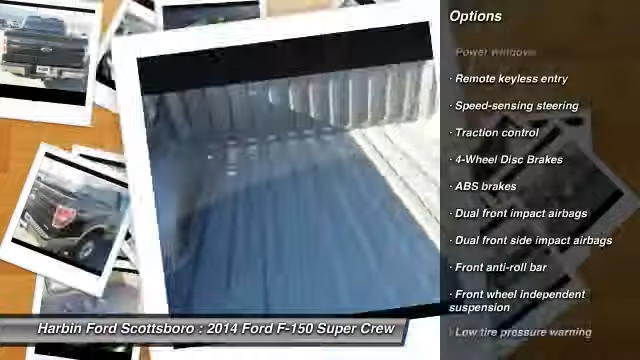 Options
· Power windows
· Remote keyless entry
· Speed-sensing steering
· Traction control
· 4-Wheel Disc Brakes
· ABS brakes
· Dual front impact airbags
· Dual front side impact airbags
· Front anti-roll bar
· Front wheel independent
suspension
· Low tire pressure warning
Harbin Ford Scottsboro : 2014 Ford F-150 Super Crew